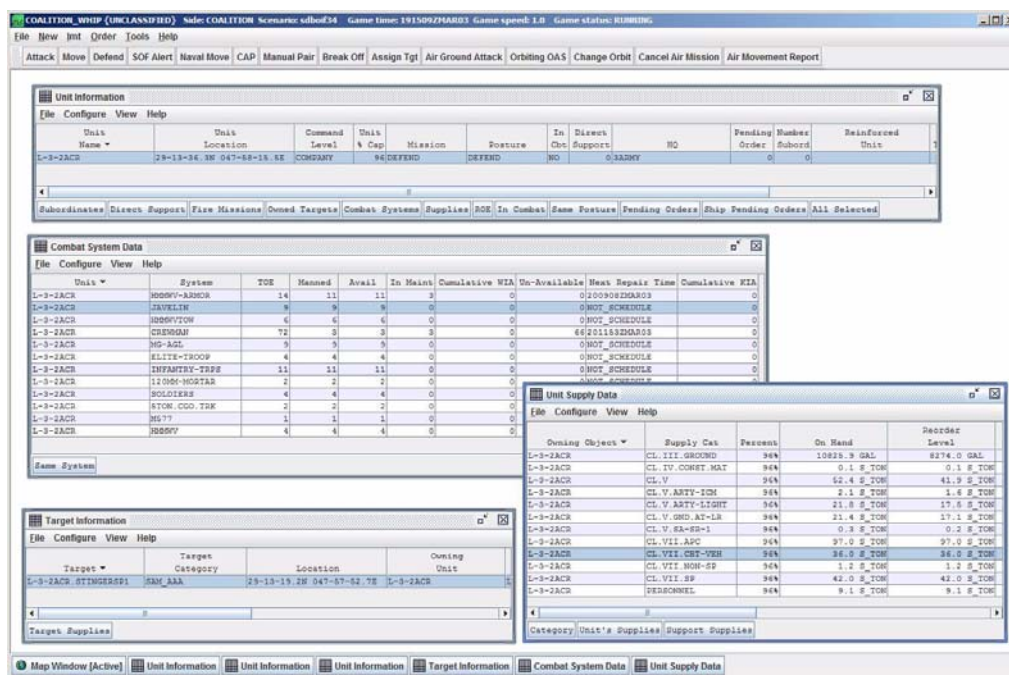 COALITION_WHIP {UNCLASSIFIED} Side: COALITION Scenario: sdboif34 Game time: 191509ZMAR03 Game speed: 1.0 Game status: RUNNING
File New Imt Order Tools Help
Attack Move Defend SOF Alert Naval Move CAP Manual Pair Break Off Assign Tgt Air Ground Attack Orbiting OAS Change Orbit Cancel Air Mission Air Movement Report
Unit Information
File Configure View Help
Unit Unit Command Unit In Direct Pending Number Reinforced
Name Location Level % Cap Mission Posture Cbt Support HQ Order Subord Unit
L-3-2ACR 29-13-36.3N 047-58-15.6E COMPANY 96 DEFEND DEFEND NO 0 3ARMY 0 0
Subordinates Direct Support Fire Missions Owned Targets Combat Systems Supplies ROE In Combat Same Posture Pending Orders Ship Pending Orders All Selected
Combat System Data
File Configure View Help
Unit System TOE Manned Avail In Maint Cumulative WIA Un-Available Next Repair Time Cumulative KIA
L-3-2ACR HMMWV-ARMOR 14 11 11 3 0 0 200908ZMAR03 0
L-3-2ACR JAVELIN 9 9 9 0 0 0 NOT_SCHEDULE 0
L-3-2ACR HMMWVTOW 6 6 6 0 0 0 NOT_SCHEDULE 0
L-3-2ACR CREWMAN 72 3 3 3 0 66 201153ZMAR03 0
L-3-2ACR MG-AGL 9 9 9 0 0 0 NOT_SCHEDULE 0
L-3-2ACR ELITE-TROOP 4 4 4 0 0 0 NOT_SCHEDULE 0
L-3-2ACR INFANTRY-TRPS 11 11 11 0 0 0 NOT_SCHEDULE 0
L-3-2ACR 120MM-MORTAR 2 2 2 0 0 0 NOT_SCHEDULE 0
L-3-2ACR SOLDIERS 4 4 4 0 0
L-3-2ACR 5TON.CGO.TRK 2 2 2 0 0
L-3-2ACR M577 1 1 1 0 0
L-3-2ACR HMMWV 4 4 4 0 0
Same System
Unit Supply Data
File Configure View Help
Reorder
Owning Object Supply Cat Percent On Hand Level
L-3-2ACR CL.III.GROUND 96% 10825.9 GAL 8274.0 GAL
L-3-2ACR CL.IV.CONST.MAT 96% 0.1 S_TON 0.1 S_TON
L-3-2ACR CL.V 96% 52.4 S_TON 41.9 S_TON
L-3-2ACR CL.V.ARTY-ICM 96% 2.1 S_TON 1.6 S_TON
L-3-2ACR CL.V.ARTY-LIGHT 96% 21.8 S_TON 17.5 S_TON
L-3-2ACR CL.V.GND.AT-LR 96% 21.4 S_TON 17.1 S_TON
L-3-2ACR CL.V.SA-SR-1 96% 0.3 S_TON 0.2 S_TON
L-3-2ACR CL.VII.APC 96% 97.0 S_TON 97.0 S_TON
L-3-2ACR CL.VII.CBT-VEH 96% 36.0 S_TON 36.0 S_TON
L-3-2ACR CL.VII.NON-SP 96% 1.2 S_TON 1.2 S_TON
L-3-2ACR CL.VII.SP 96% 42.0 S_TON 42.0 S_TON
L-3-2ACR PERSONNEL 96% 9.1 S_TON 9.1 S_TON
Category Unit's Supplies Support Supplies
Target Information
File Configure View Help
Target Owning
Target Category Location Unit
L-3-2ACR.STINGERSP1 SAM_AAA 29-13-19.2N 047-57-52.7E L-3-2ACR
Target Supplies
Map Window [Active] Unit Information Unit Information Unit Information Target Information Combat System Data Unit Supply Data